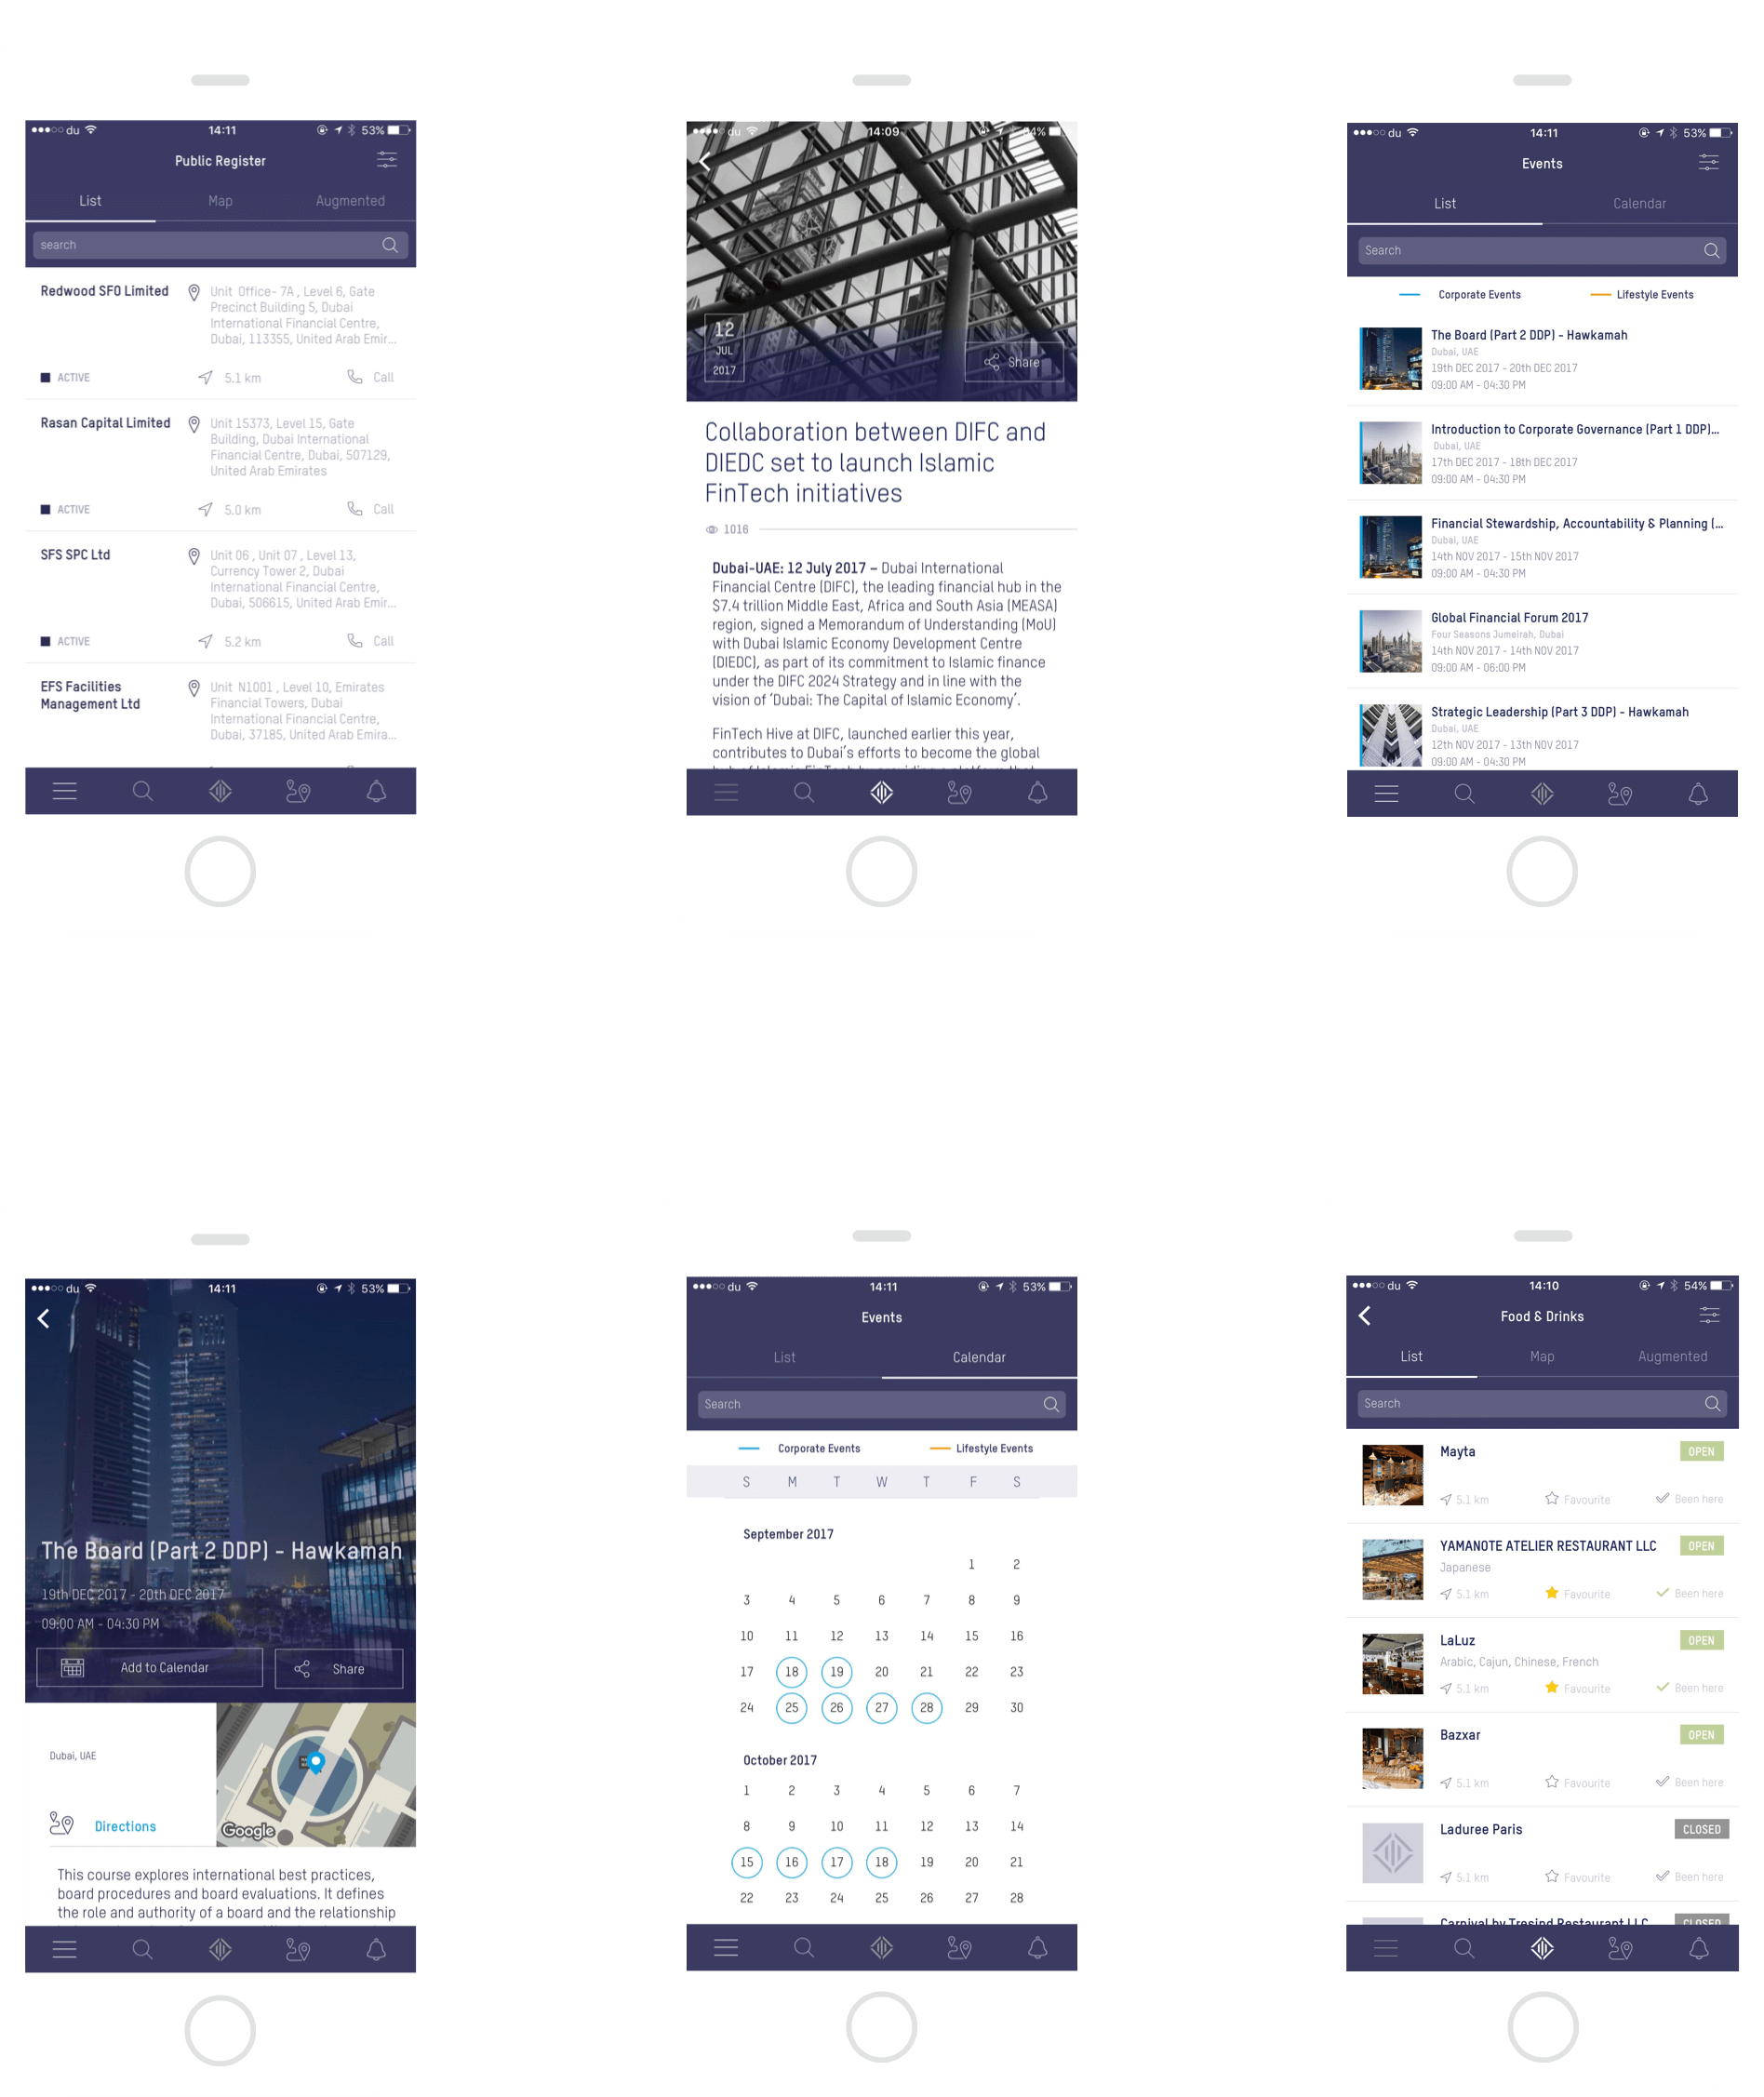 du 14:11 53%
Public Register
List Map Augmented
search
Redwood SFO Limited
Unit Office- 7A , Level 6, Gate
Precinct Building 5, Dubai
International Financial Centre,
Dubai, 113355, United Arab Emir...
ACTIVE 5.1 km Call
Rasan Capital Limited
Unit 15373, Level 15, Gate
Building, Dubai International
Financial Centre, Dubai, 507129,
United Arab Emirates
ACTIVE 5.0 km Call
SFS SPC Ltd
Unit 06 , Unit 07 , Level 13,
Currency Tower 2, Dubai
International Financial Centre,
Dubai, 506615, United Arab Emir...
ACTIVE 5.2 km Call
EFS Facilities
Management Ltd
Unit N1001 , Level 10, Emirates
Financial Towers, Dubai
International Financial Centre,
Dubai, 37185, United Arab Emira...
du 14:09 54%
12
JUL
2017
Share
Collaboration between DIFC and
DIEDC set to launch Islamic
FinTech initiatives
1016
Dubai-UAE: 12 July 2017 – Dubai International
Financial Centre (DIFC), the leading financial hub in the
$7.4 trillion Middle East, Africa and South Asia (MEASA)
region, signed a Memorandum of Understanding (MoU)
with Dubai Islamic Economy Development Centre
(DIEDC), as part of its commitment to Islamic finance
under the DIFC 2024 Strategy and in line with the
vision of ‘Dubai: The Capital of Islamic Economy’.
FinTech Hive at DIFC, launched earlier this year,
contributes to Dubai’s efforts to become the global
du 14:11 53%
Events
List Calendar
Search
Corporate Events Lifestyle Events
The Board (Part 2 DDP) - Hawkamah
Dubai, UAE
19th DEC 2017 - 20th DEC 2017
09:00 AM - 04:30 PM
Introduction to Corporate Governance (Part 1 DDP)...
Dubai, UAE
17th DEC 2017 - 18th DEC 2017
09:00 AM - 04:30 PM
Financial Stewardship, Accountability & Planning (...
Dubai, UAE
14th NOV 2017 - 15th NOV 2017
09:00 AM - 04:30 PM
Global Financial Forum 2017
Four Seasons Jumeirah, Dubai
14th NOV 2017 - 14th NOV 2017
09:00 AM - 06:00 PM
Strategic Leadership (Part 3 DDP) - Hawkamah
Dubai, UAE
12th NOV 2017 - 13th NOV 2017
09:00 AM - 04:30 PM
du 14:11 53%
The Board (Part 2 DDP) - Hawkamah
19th DEC 2017 - 20th DEC 2017
09:00 AM - 04:30 PM
Add to Calendar Share
Dubai, UAE
Directions
Google
This course explores international best practices,
board procedures and board evaluations. It defines
the role and authority of a board and the relationship
du 14:11 53%
Events
List Calendar
Search
Corporate Events Lifestyle Events
S M T W T F S
September 2017
1 2
3 4 5 6 7 8 9
10 11 12 13 14 15 16
17 18 19 20 21 22 23
24 25 26 27 28 29 30
October 2017
1 2 3 4 5 6 7
8 9 10 11 12 13 14
15 16 17 18 19 20 21
22 23 24 25 26 27 28
du 14:10 54%
Food & Drinks
List Map Augmented
Search
Mayta OPEN
5.1 km Favourite Been here
YAMANOTE ATELIER RESTAURANT LLC OPEN
Japanese
5.1 km Favourite Been here
LaLuz OPEN
Arabic, Cajun, Chinese, French
5.1 km Favourite Been here
Bazxar OPEN
5.1 km Favourite Been here
Laduree Paris CLOSED
5.1 km Favourite Been here
Carnival by Tresind Restaurant LLC CLOSED